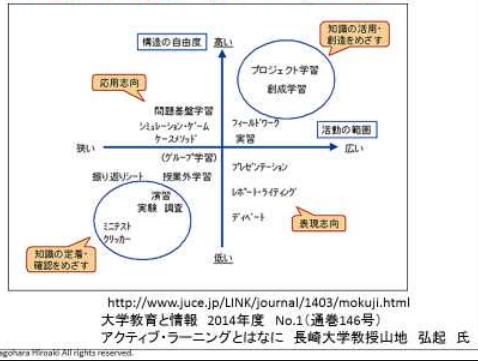 構造の自由度 高い
知識の活用・
創造をめざす
プロジェクト学習
創成学習
応用志向
問題基盤学習
シミュレーション・ゲーム
ケースメソッド
フィールドワーク
実習
活動の範囲
狭い
広い
(グループ学習)
プレゼンテーション
振り返りシート 授業外学習
演習
実験 調査
レポート・ライティング
ミニテスト
クリッカー
ディベート
表現志向
知識の定着・
確認をめざす
低い
http://www.juce.jp/LINK/journal/1403/mokuji.html
大学教育と情報 2014年度 No.1(通巻146号)
アクティブ・ラーニングとはなに 長崎大学教授山地 弘起 氏
agohara Hiroaki All rights reserved.